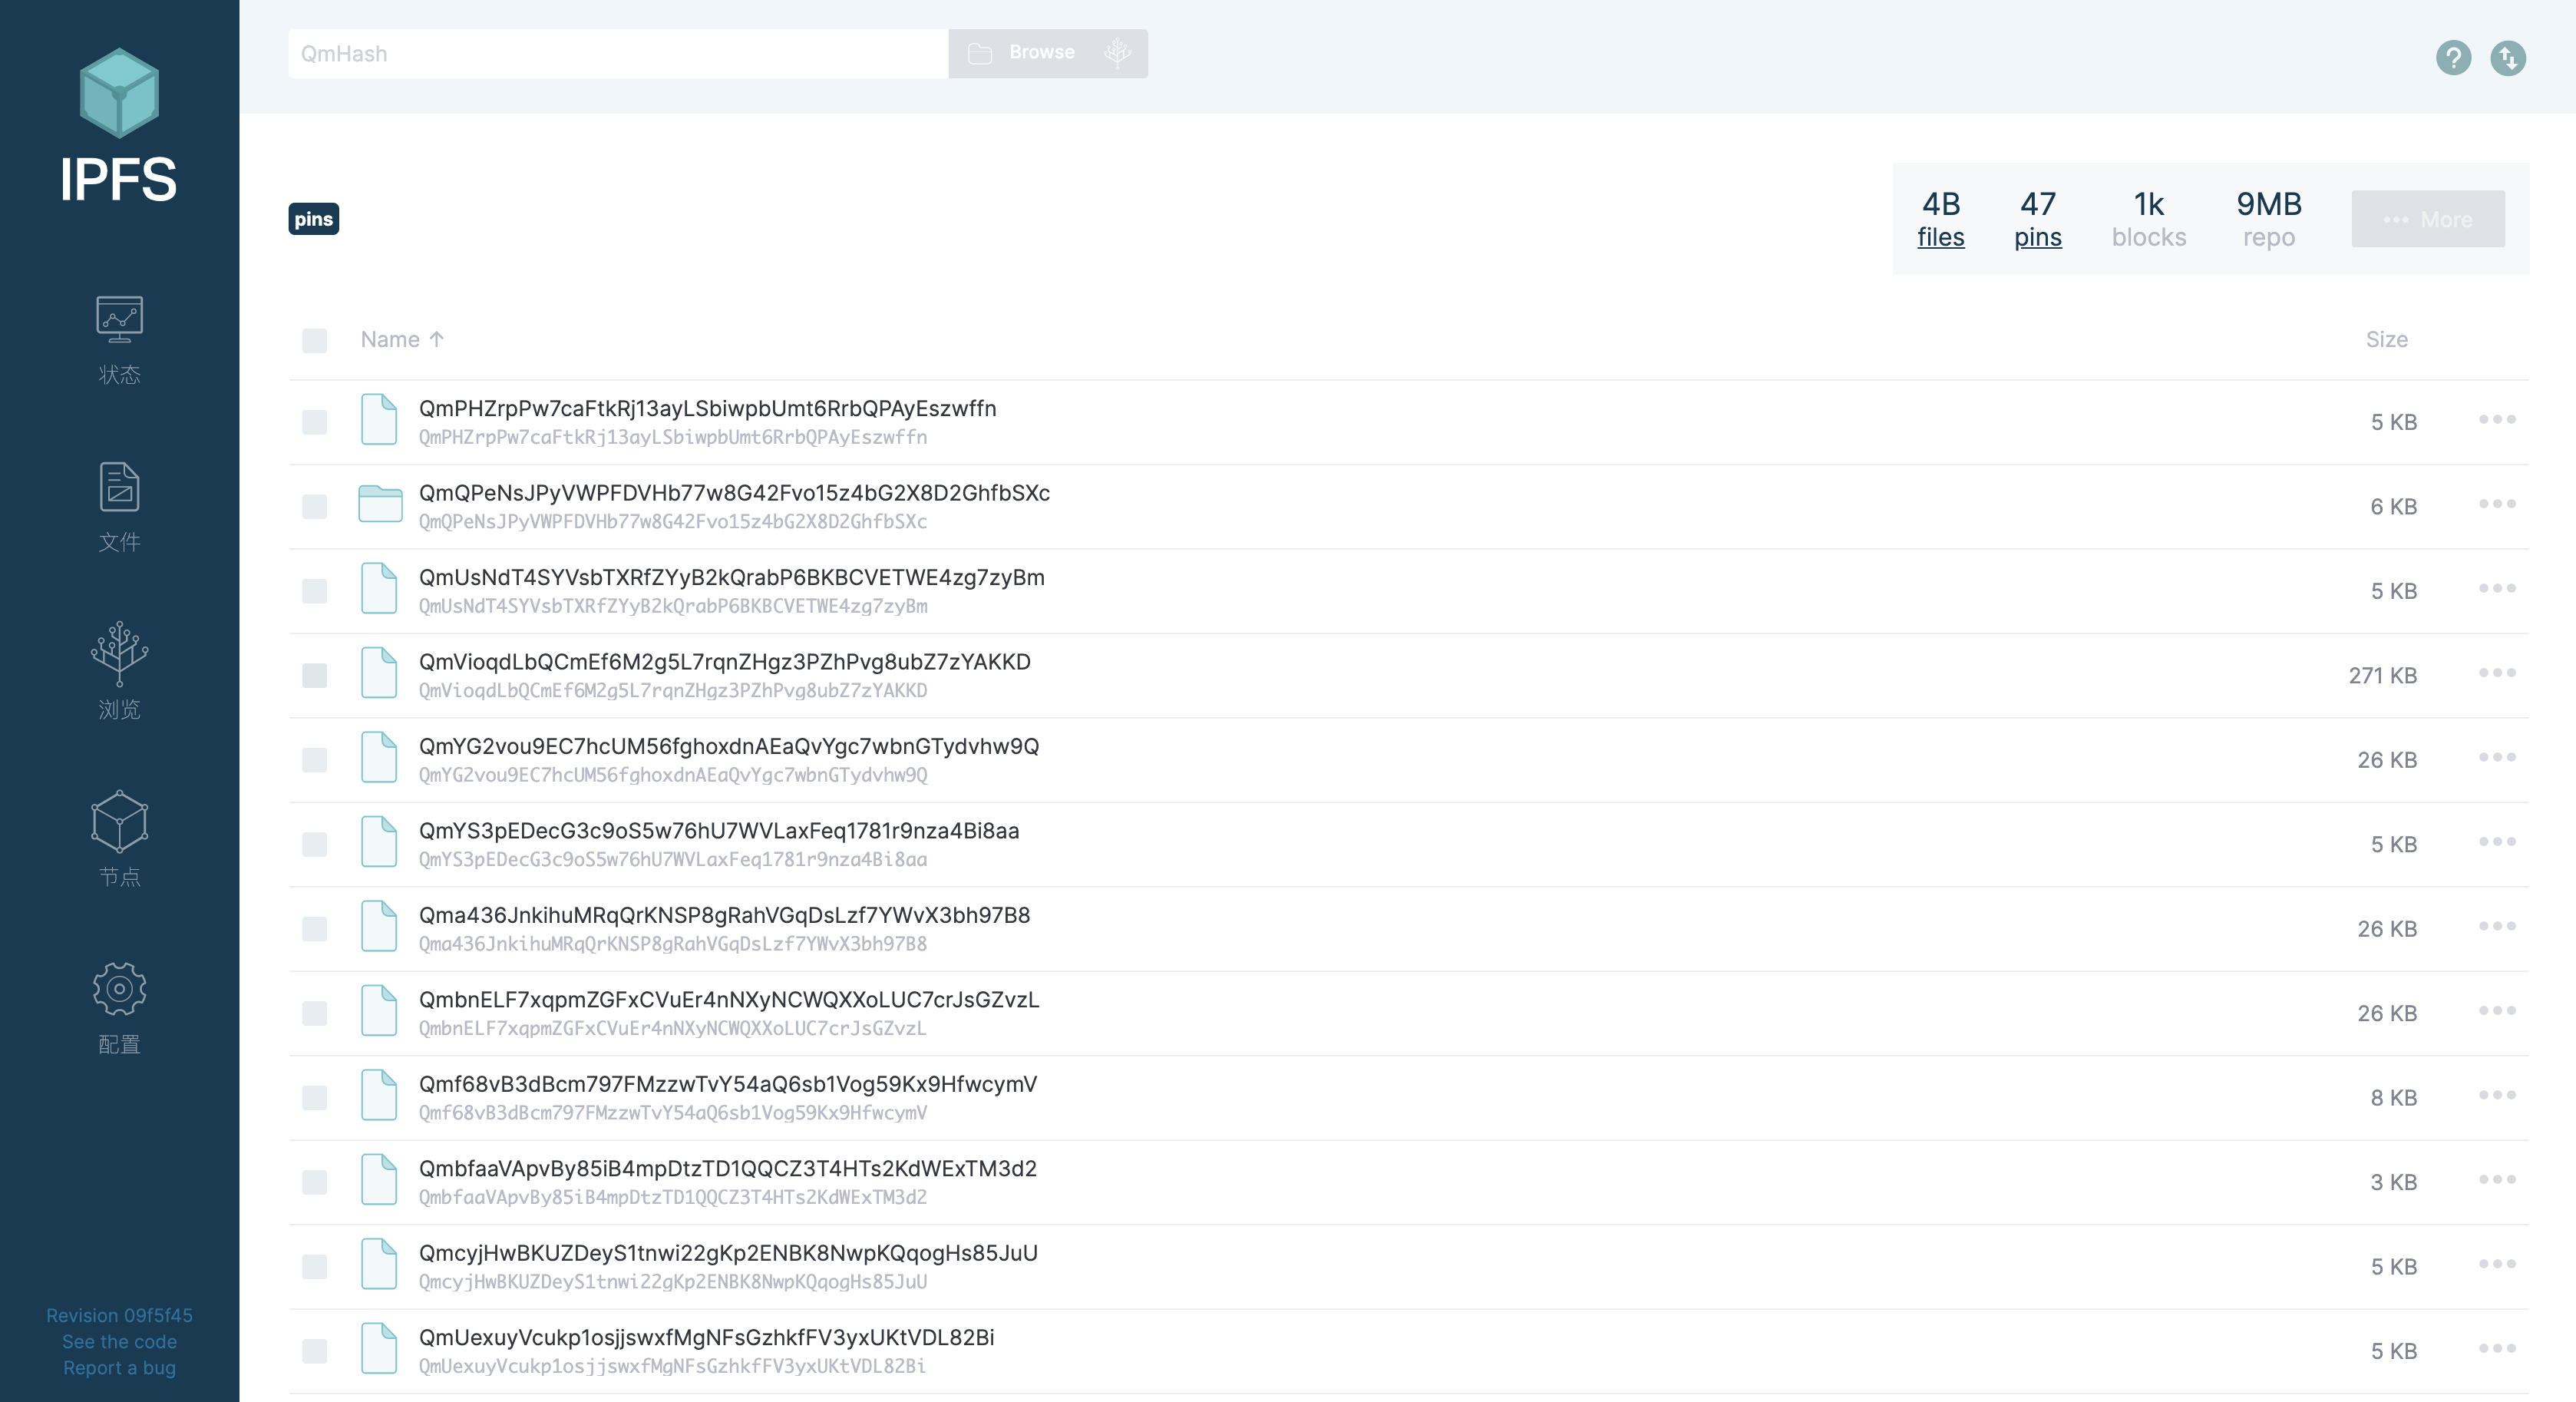 IPFS
状态
文件
浏览
节点
配置
Revision 09f5f45
See the code
Report a bug
QmHash
Browse
pins
4B files
47 pins
1k blocks
9MB repo
More
Name ↑ Size
QmPHZrpPw7caFtkRj13ayLSbiwpbUmt6RrbQPAyEszwffn
QmPHZrpPw7caFtkRj13ayLSbiwpbUmt6RrbQPAyEszwffn
5 KB
QmQPeNsJPyVWPFDVHb77w8G42Fvo15z4bG2X8D2GhfbSXc
QmQPeNsJPyVWPFDVHb77w8G42Fvo15z4bG2X8D2GhfbSXc
6 KB
QmUsNdT4SYVsbTXRfZYyB2kQrabP6BKBCVETWE4zg7zyBm
QmUsNdT4SYVsbTXRfZYyB2kQrabP6BKBCVETWE4zg7zyBm
5 KB
QmVioqdLbQCmEf6M2g5L7rqnZHgz3PZhPvg8ubZ7zYAKKD
QmVioqdLbQCmEf6M2g5L7rqnZHgz3PZhPvg8ubZ7zYAKKD
271 KB
QmYG2vou9EC7hcUM56fghoxdnAEaQvYgc7wbnGTydvhw9Q
QmYG2vou9EC7hcUM56fghoxdnAEaQvYgc7wbnGTydvhw9Q
26 KB
QmYS3pEDecG3c9oS5w76hU7WVLaxFeq1781r9nza4Bi8aa
QmYS3pEDecG3c9oS5w76hU7WVLaxFeq1781r9nza4Bi8aa
5 KB
Qma436JnkihuMRqQrKNSP8gRahVGqDsLzf7YWvX3bh97B8
Qma436JnkihuMRqQrKNSP8gRahVGqDsLzf7YWvX3bh97B8
26 KB
QmbnELF7xqpmZGFxCVuEr4nNXyNCWQXXoLUC7crJsGZvzL
QmbnELF7xqpmZGFxCVuEr4nNXyNCWQXXoLUC7crJsGZvzL
26 KB
Qmf68vB3dBcm797FMzzwTvY54aQ6sb1Vog59Kx9HfwcymV
Qmf68vB3dBcm797FMzzwTvY54aQ6sb1Vog59Kx9HfwcymV
8 KB
QmbfaaVApvBy85iB4mpDtzTD1QQCZ3T4HTs2KdWExTM3d2
QmbfaaVApvBy85iB4mpDtzTD1QQCZ3T4HTs2KdWExTM3d2
3 KB
QmcyjHwBKUZDeyS1tnwi22gKp2ENBK8NwpKQqogHs85JuU
QmcyjHwBKUZDeyS1tnwi22gKp2ENBK8NwpKQqogHs85JuU
5 KB
QmUexuyVcukp1osjjswxfMgNFsGzhkfFV3yxUKtVDL82Bi
QmUexuyVcukp1osjjswxfMgNFsGzhkfFV3yxUKtVDL82Bi
5 KB